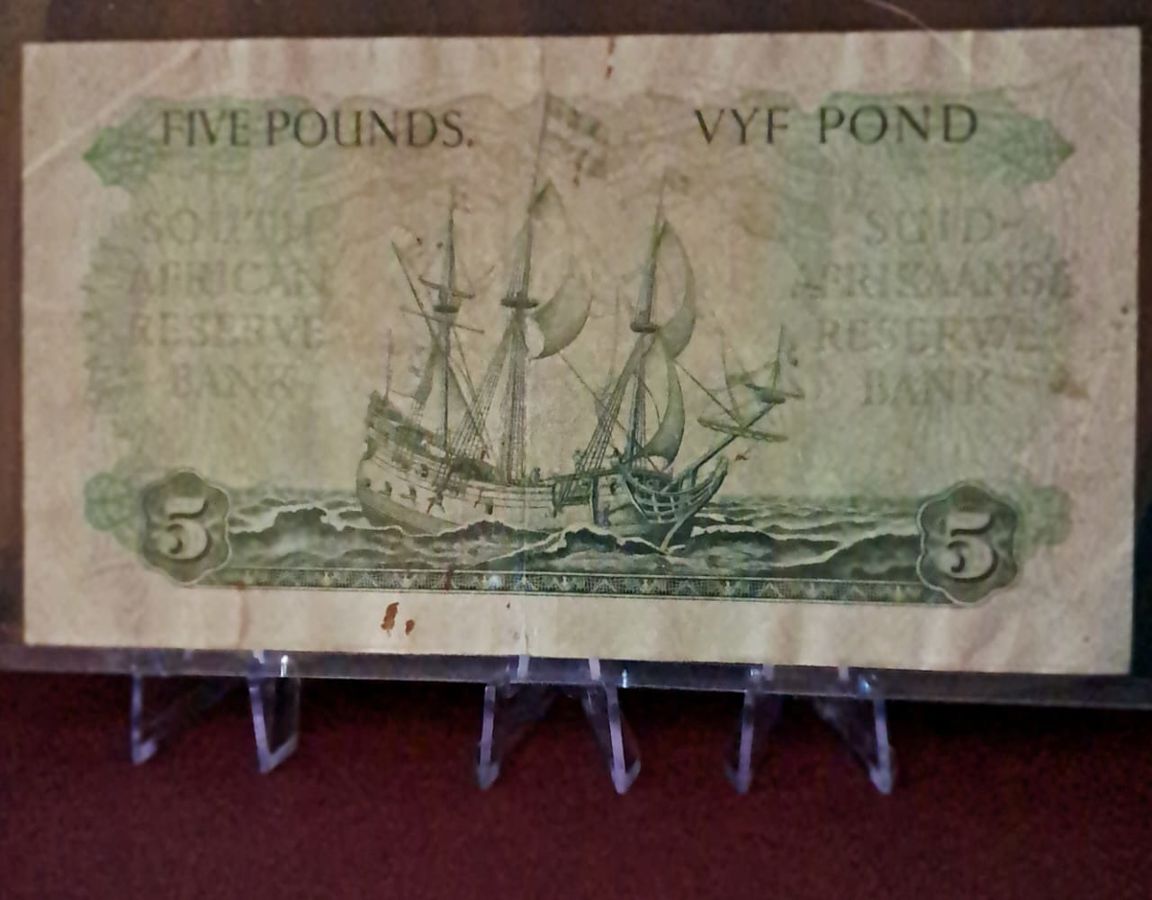 FIVE POUNDS.
VYF POND
SOUTH
AFRICAN
RESERVE
BANK
SUID-
AFRIKAANSE
RESERWE
BANK
5
5